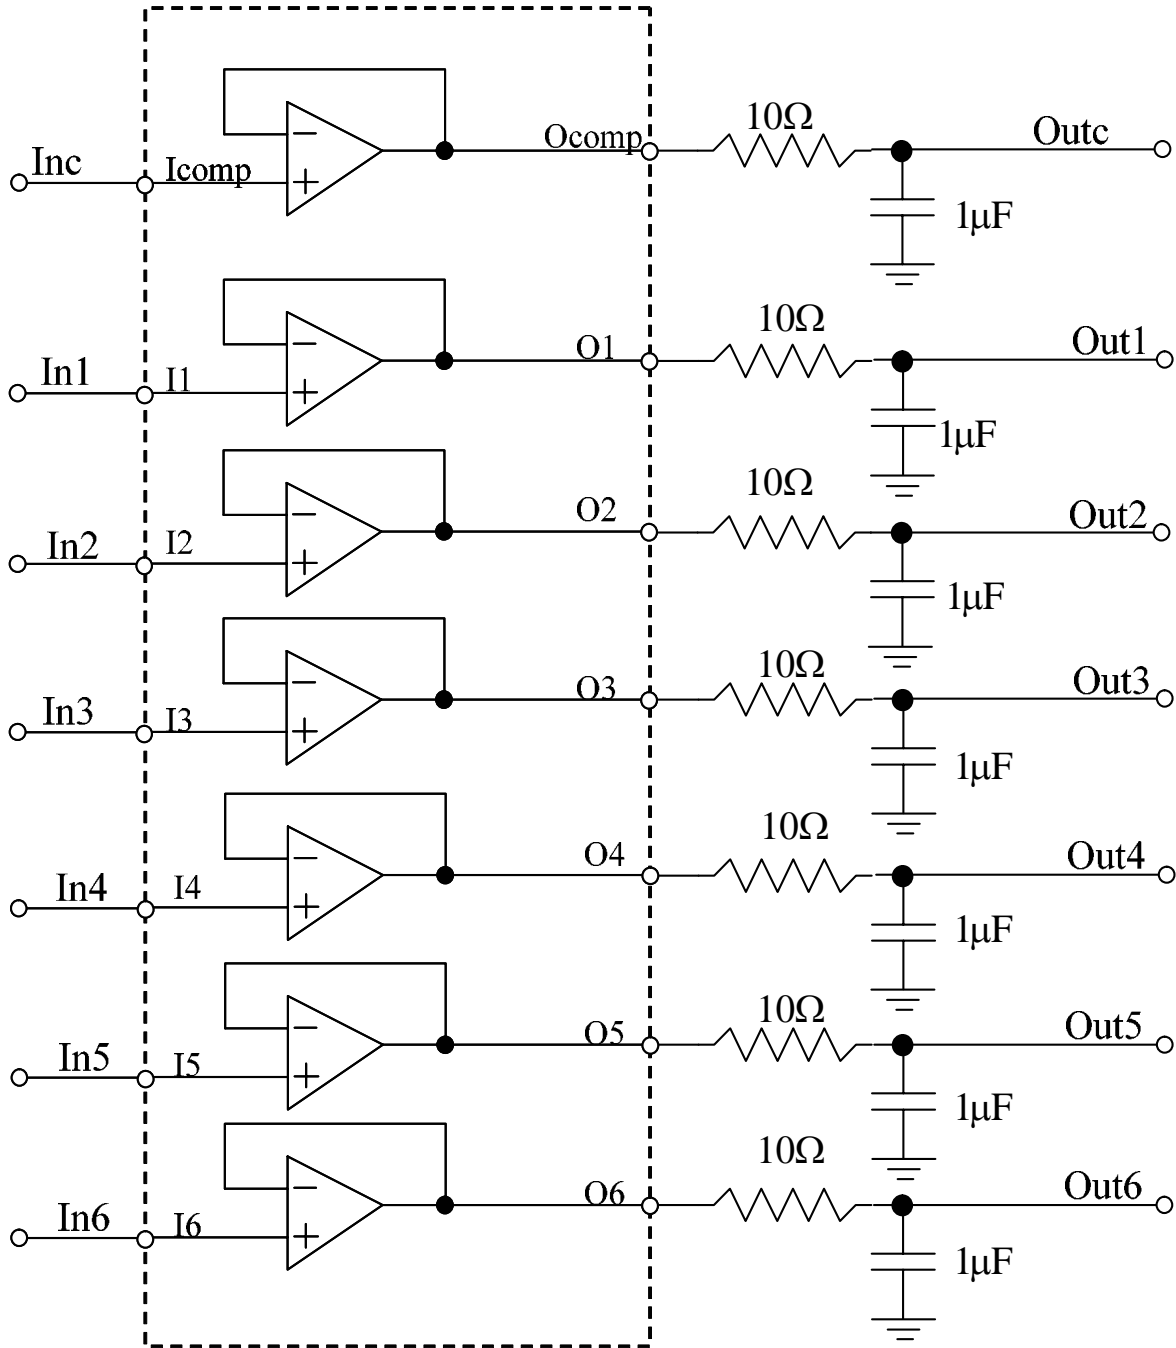 10Ω
Inc Icomp Ocomp Outc
1µF
10Ω
In1 I1 O1 Out1
1µF
10Ω
In2 I2 O2 Out2
1µF
10Ω
In3 I3 O3 Out3
1µF
10Ω
In4 I4 O4 Out4
1µF
10Ω
In5 I5 O5 Out5
1µF
10Ω
In6 I6 O6 Out6
1µF